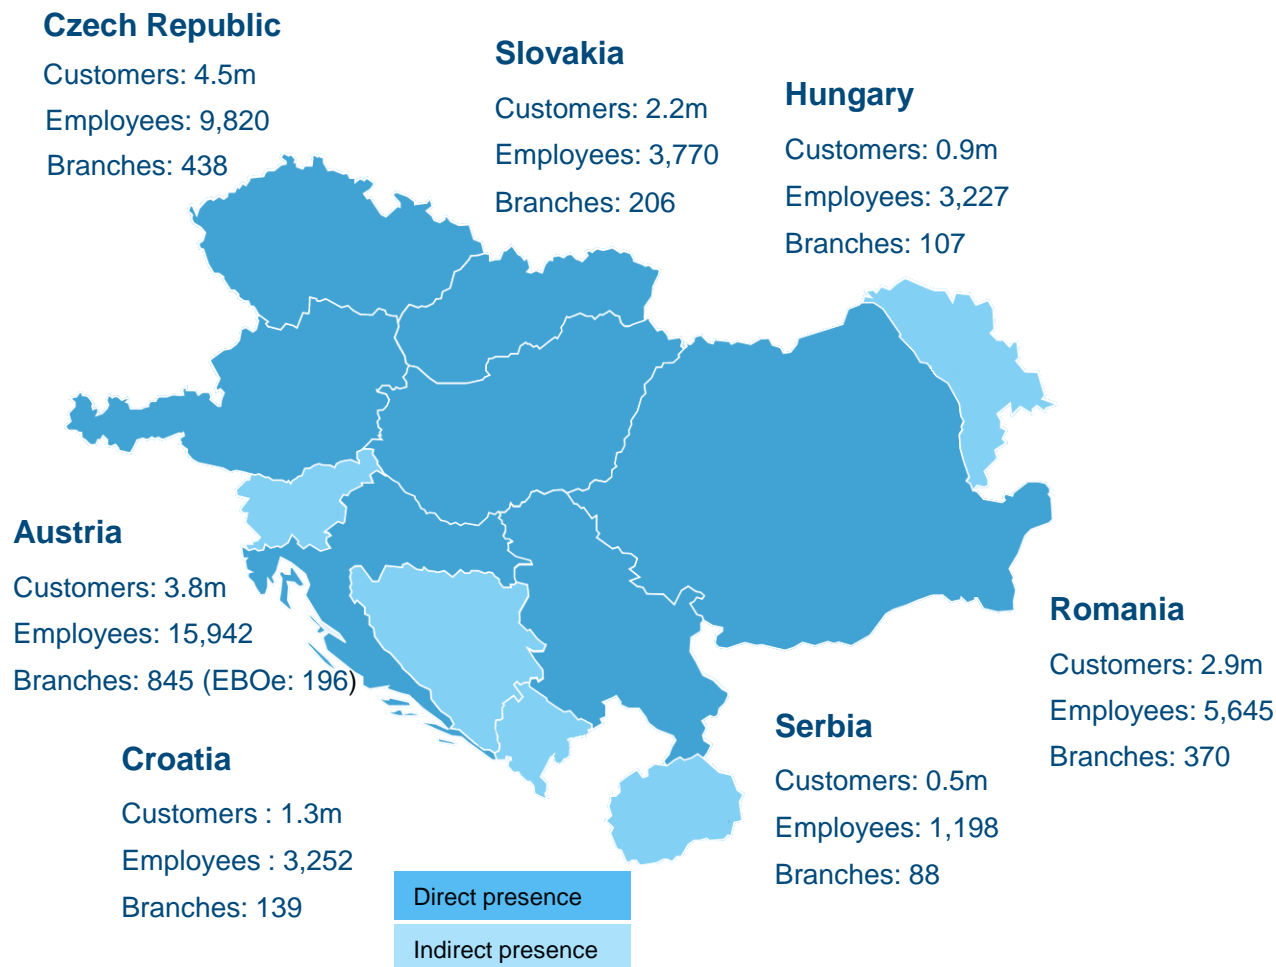 Czech Republic
Customers: 4.5m
Employees: 9,820
Branches: 438
Slovakia
Customers: 2.2m
Employees: 3,770
Branches: 206
Hungary
Customers: 0.9m
Employees: 3,227
Branches: 107
Austria
Customers: 3.8m
Employees: 15,942
Branches: 845 (EBOe: 196)
Romania
Customers: 2.9m
Employees: 5,645
Branches: 370
Serbia
Customers: 0.5m
Employees: 1,198
Branches: 88
Croatia
Customers : 1.3m
Employees : 3,252
Branches: 139
Direct presence
Indirect presence